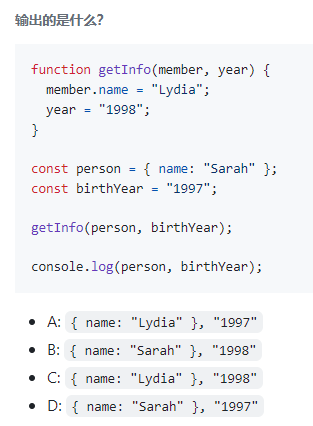 输出的是什么?
function getInfo(member, year) {
  member.name = "Lydia";
  year = "1998";
}
const person = { name: "Sarah" };
const birthYear = "1997";
getInfo(person, birthYear);
console.log(person, birthYear);
• A: { name: "Lydia" }, "1997"
• B: { name: "Sarah" }, "1998"
• C: { name: "Lydia" }, "1998"
• D: { name: "Sarah" }, "1997"